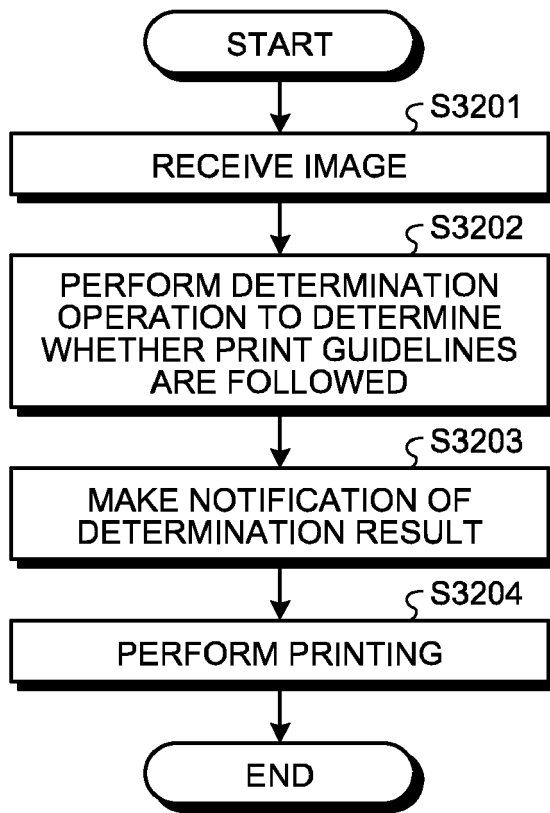 START
S3201
RECEIVE IMAGE
S3202
PERFORM DETERMINATION
OPERATION TO DETERMINE
WHETHER PRINT GUIDELINES
ARE FOLLOWED
S3203
MAKE NOTIFICATION OF
DETERMINATION RESULT
S3204
PERFORM PRINTING
END